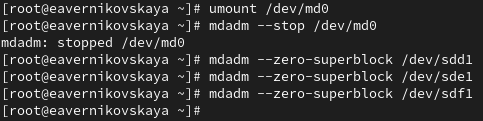 [root@eavernikovskaya ~]# umount /dev/md0
[root@eavernikovskaya ~]# mdadm --stop /dev/md0
mdadm: stopped /dev/md0
[root@eavernikovskaya ~]# mdadm --zero-superblock /dev/sdd1
[root@eavernikovskaya ~]# mdadm --zero-superblock /dev/sde1
[root@eavernikovskaya ~]# mdadm --zero-superblock /dev/sdf1
[root@eavernikovskaya ~]#